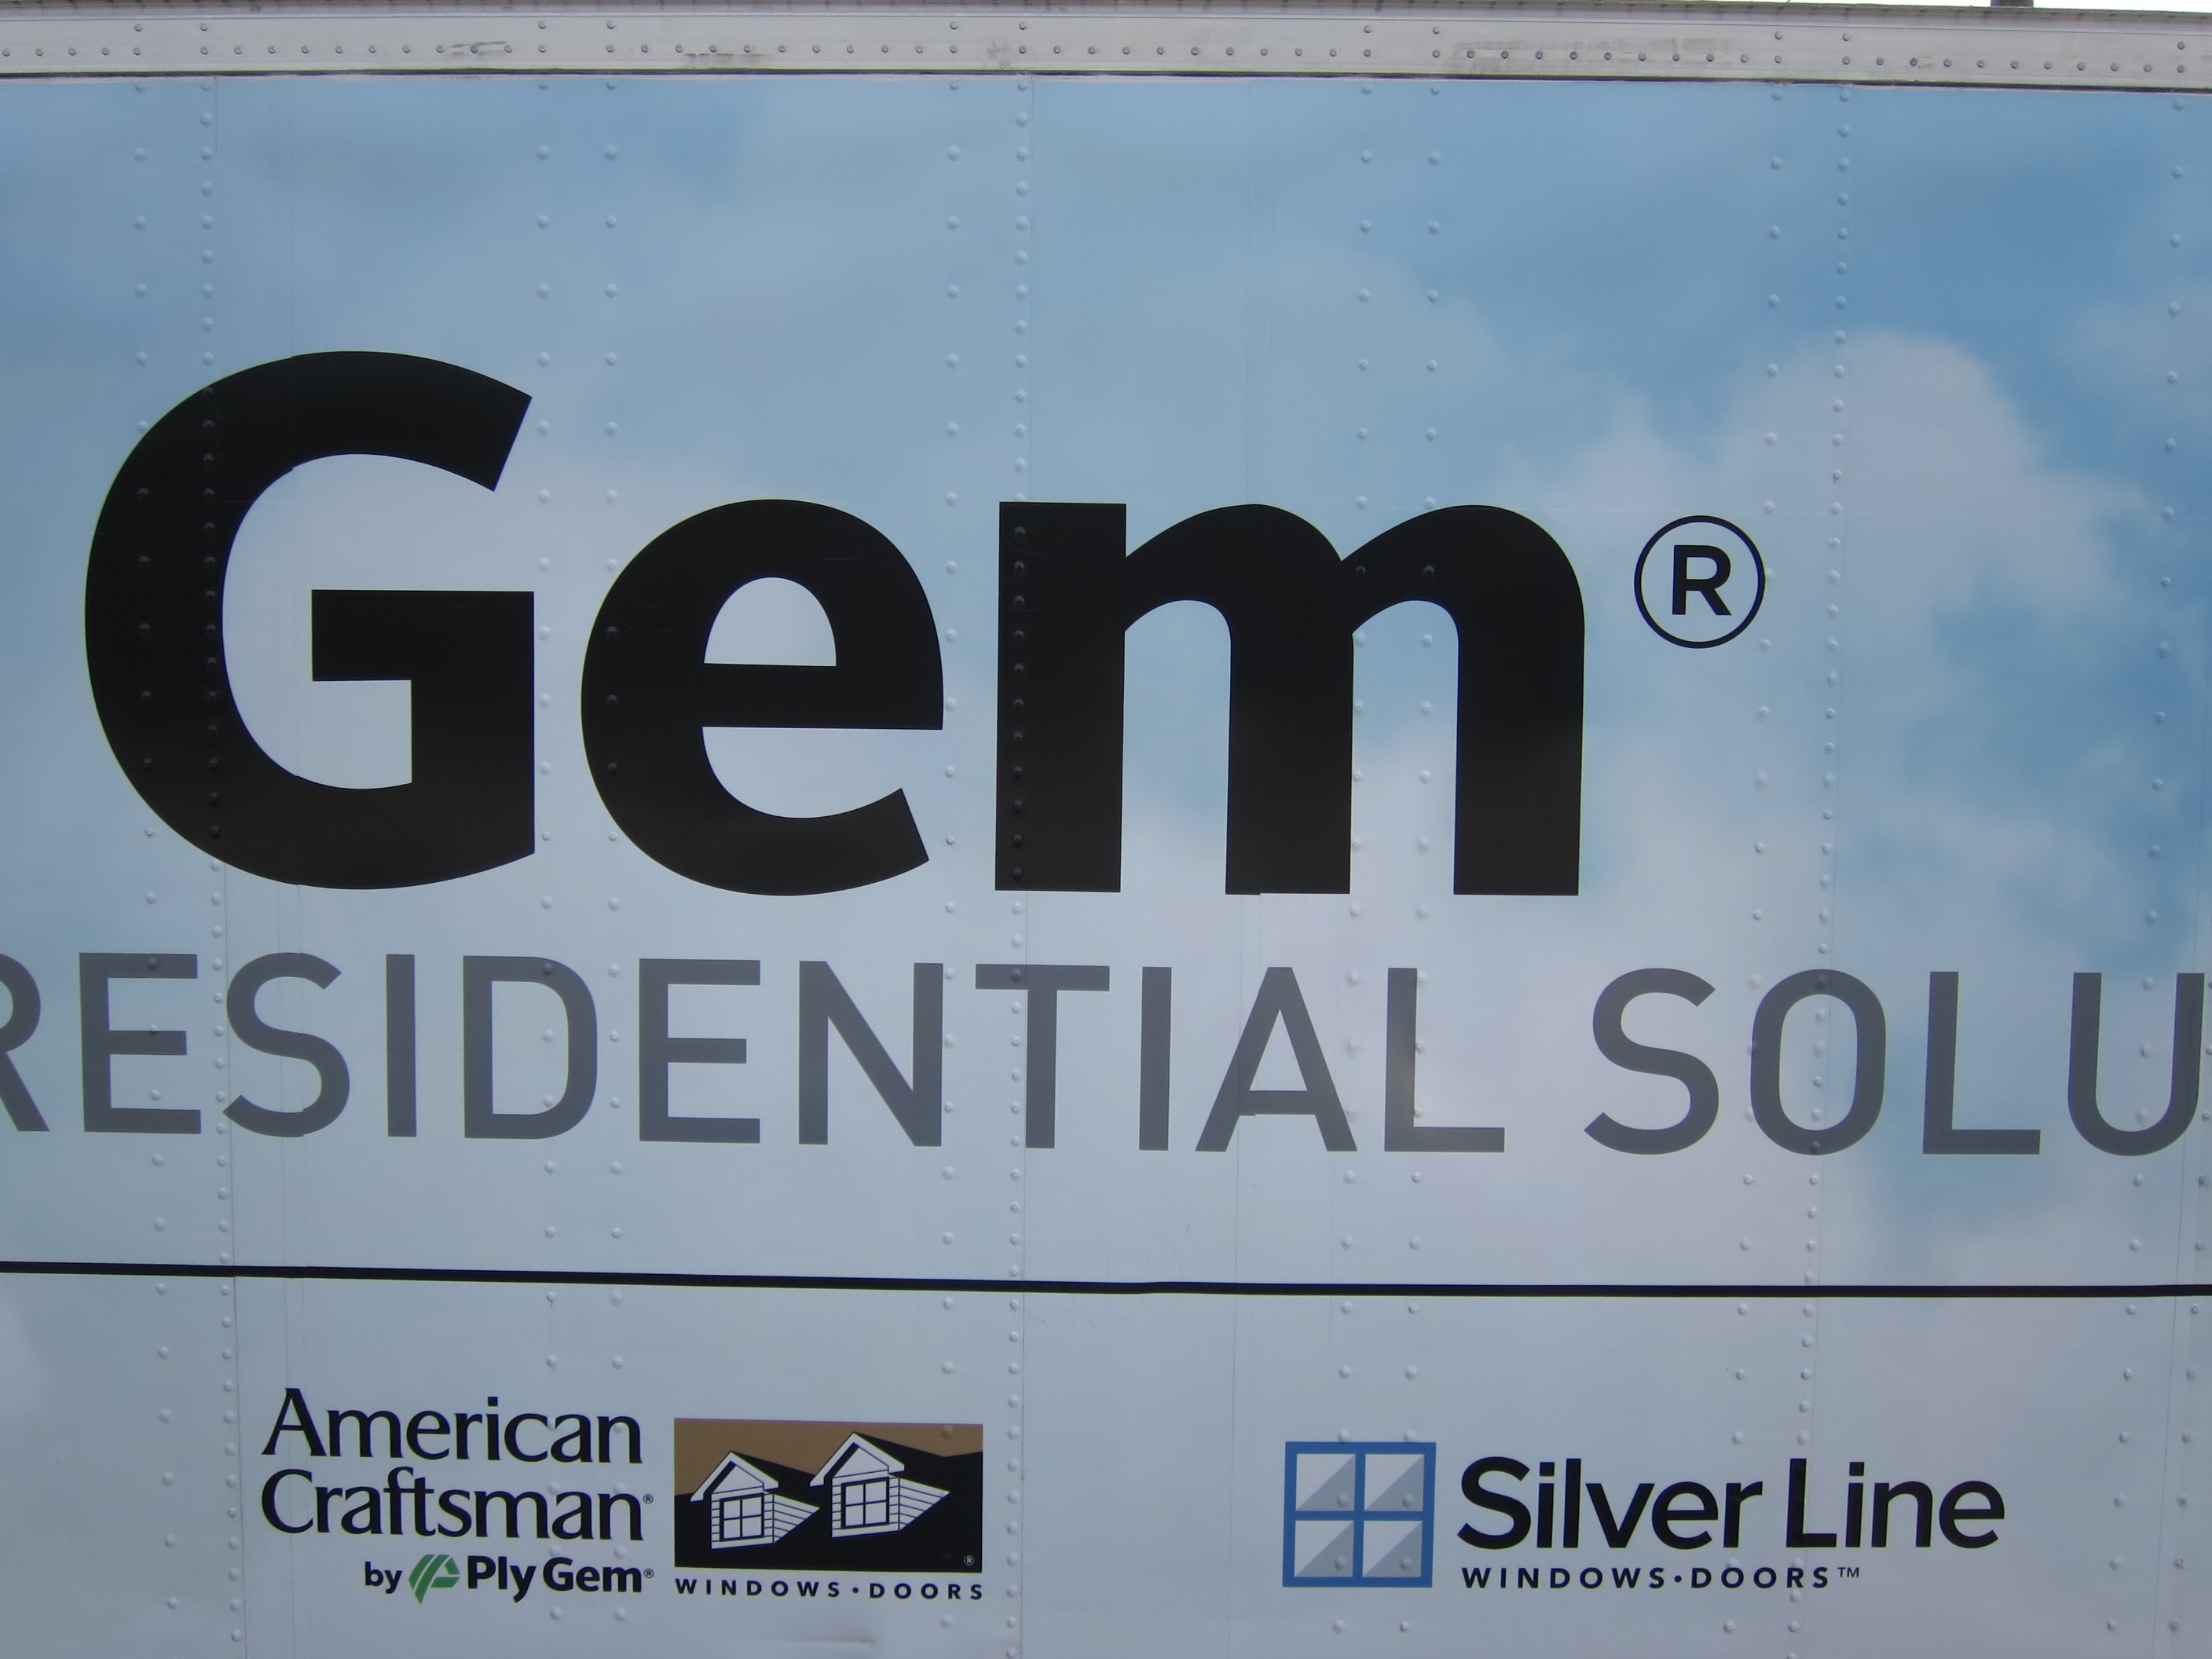 Gem®
RESIDENTIAL SOLU
American
Craftsman®
by Ply Gem®
®
WINDOWS·DOORS
Silver Line
WINDOWS·DOORS™